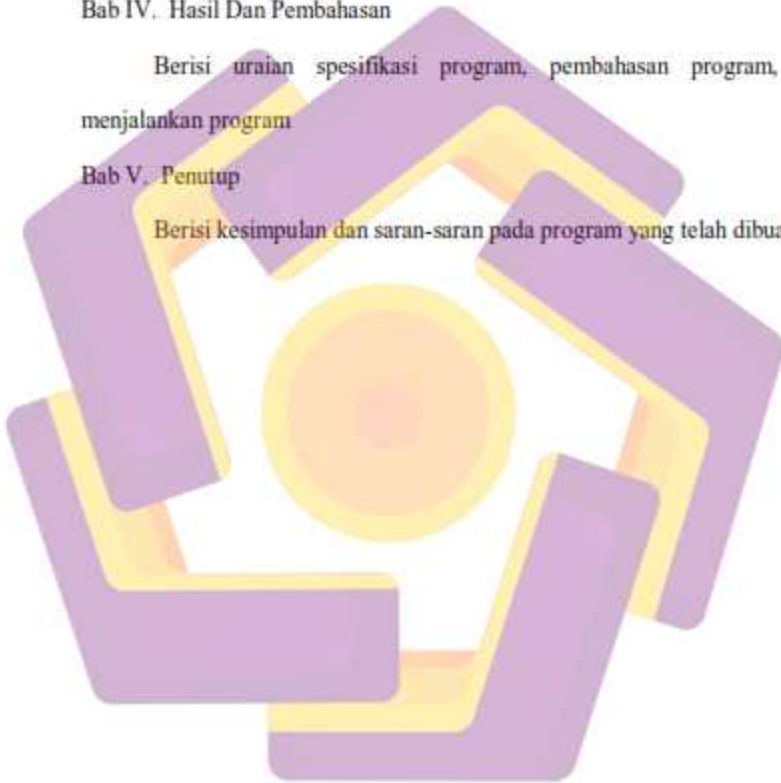 Bab IV. Hasil Dan Pembahasan
Berisi uraian spesifikasi program, pembahasan program,
menjalankan program
Bab V. Penutup
Berisi kesimpulan dan saran-saran pada program yang telah dibua